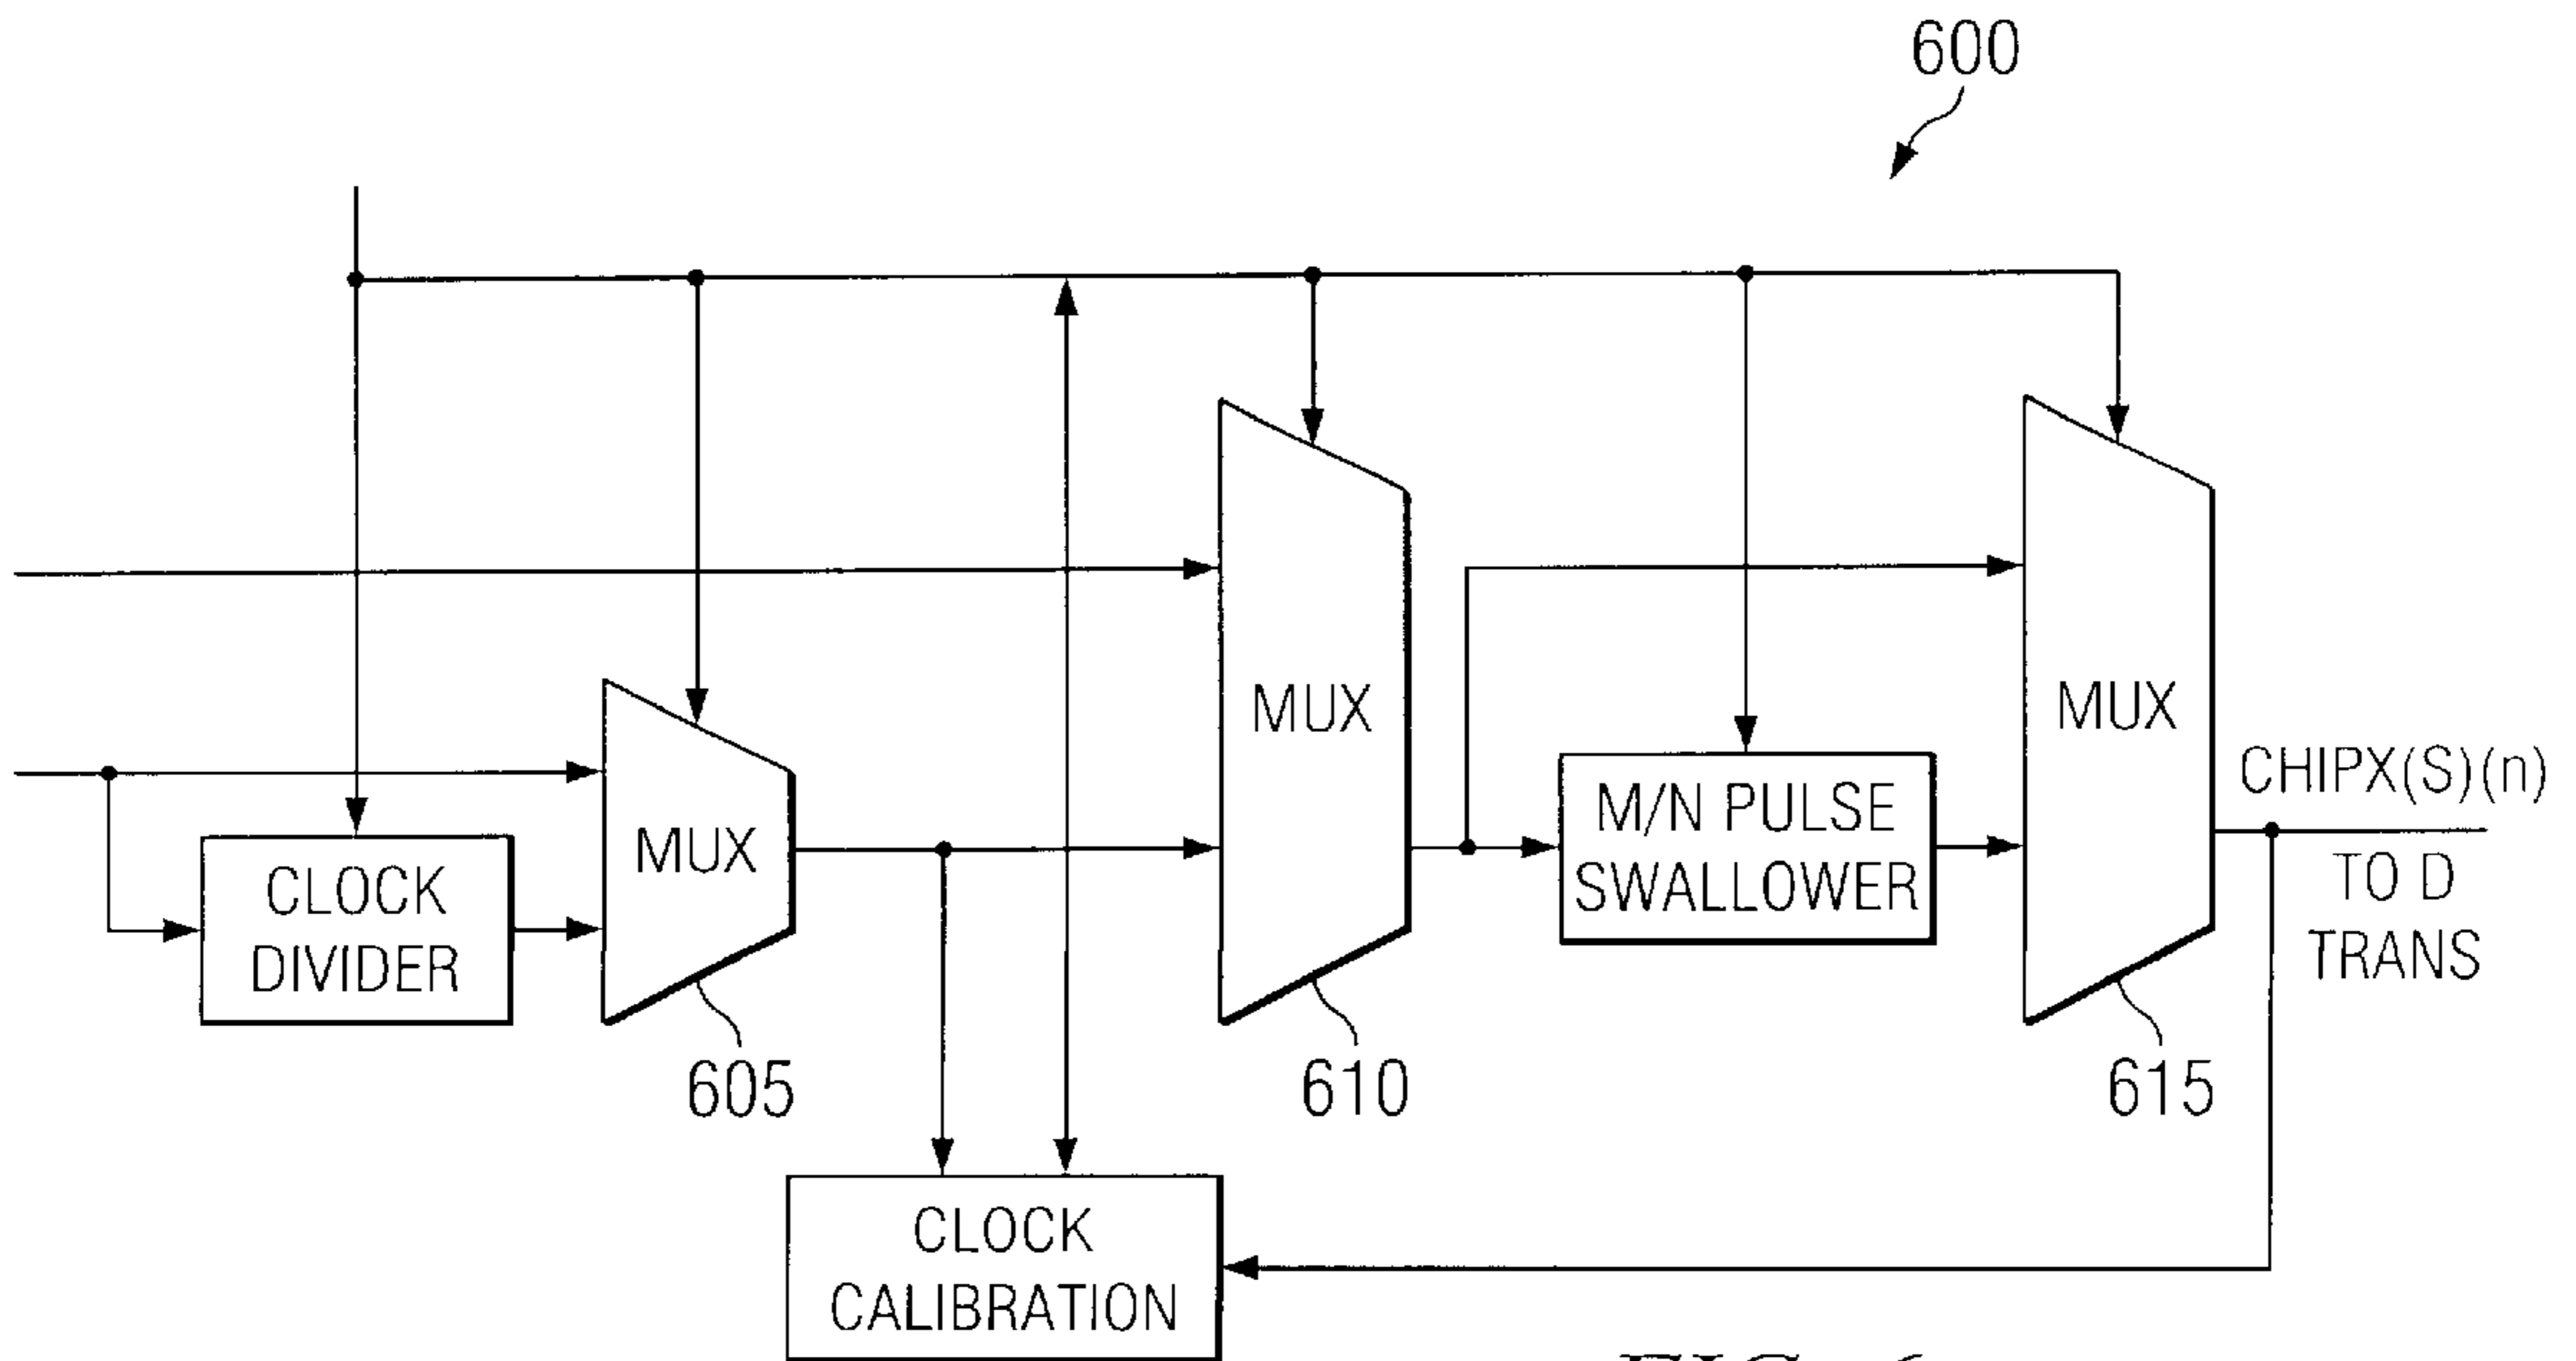 600
MUX
MUX
M/N PULSE
SWALLOWER
MUX
CHIPX(S)(n)
TO D
TRANS
CLOCK
DIVIDER
605
610
615
CLOCK
CALIBRATION